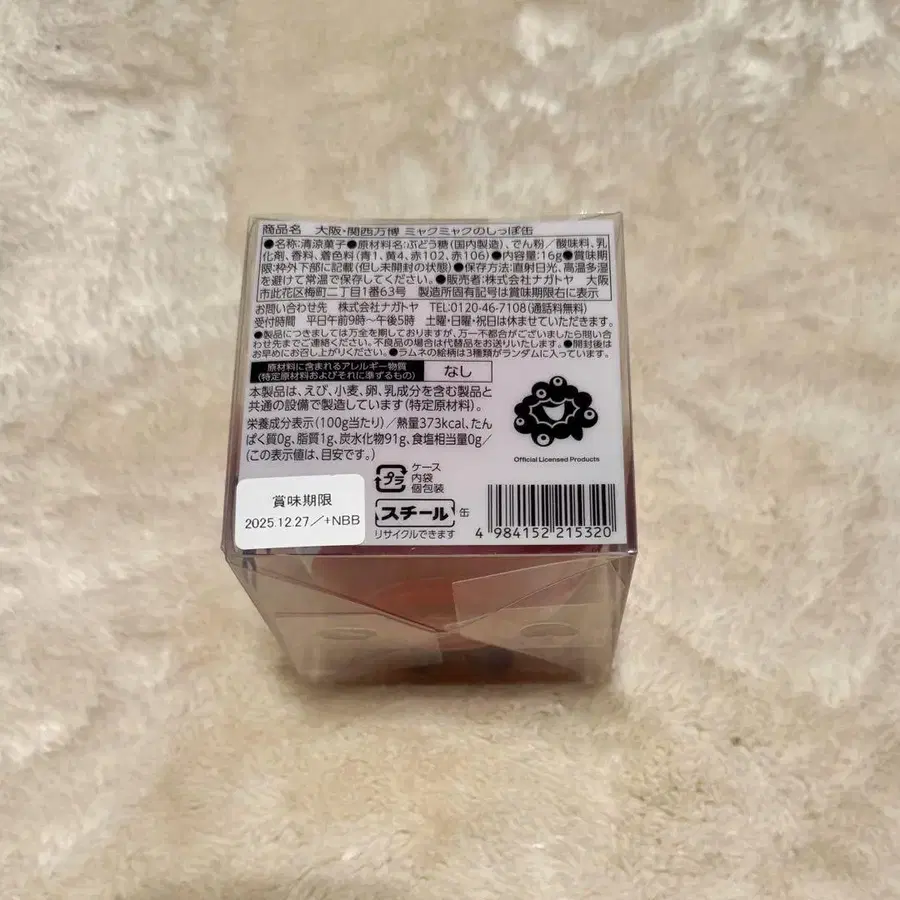 商品名 大阪・関西万博 ミャクミャクのしっぽ缶
●名称:清涼菓子●原材料名:ぶどう糖(国内製造)、でん粉／酸味料、乳
化剤、香料、着色料(青1、黄4、赤102、赤106)●内容量:16g●賞味期
限:枠外下部に記載(但し未開封の状態)●保存方法:直射日光、高温多湿
を避けて常温で保存してください。●販売者:株式会社ナガトヤ 大阪
市此花区梅町二丁目1番63号 製造所固有記号は賞味期限右に表示
お問い合わせ先 株式会社ナガトヤ TEL:0120-46-7108(通話料無料)
受付時間 平日午前9時〜午後5時 土曜・日曜・祝日は休ませていただきます。
●製品につきましては万全を期しておりますが、万一不都合がございましたら問い合
わせ先までご連絡ください。不良品の場合は代替品をお送りいたします。●開封後は
お早めにお召し上がりください。●ラムネの絵柄は3種類がランダムに入っています。
原材料に含まれるアレルギー物質
(特定原材料およびそれに準ずるもの)
なし
本製品は、えび、小麦、卵、乳成分を含む製品と
共通の設備で製造しています(特定原材料)。
栄養成分表示(100g当たり)／熱量373kcal、たん
ぱく質0g、脂質1g、炭水化物91g、食塩相当量0g／
(この表示値は、目安です。)
Official Licensed Products
プラ
ケース
内袋
個包装
スチール
缶
リサイクルできます
4 984152 215320
賞味期限
2025.12.27／+NBB